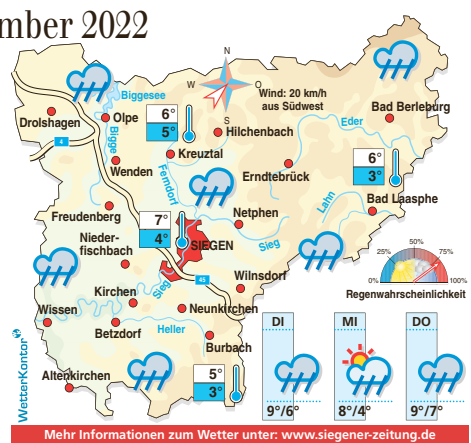 mber 2022
N
W
O
S
Wind: 20 km/h
aus Südwest
Biggesee
Drolshagen
Olpe
Bigge
6°
5°
Hilchenbach
Eder
Bad Berleburg
4
Kreuztal
Wenden
Ferndorf
Erndtebrück
6°
3°
Lahn
Bad Laasphe
Freudenberg
7°
4°
Netphen
Nieder-
fischbach
SIEGEN
Sieg
50%
25%
75%
0%
100%
Regenwahrscheinlichkeit
Sieg
45
Wilnsdorf
Kirchen
Wissen
Neunkirchen
Betzdorf
Heller
Burbach
Altenkirchen
5°
3°
DI
MI
DO
9°/6°
8°/4°
9°/7°
WetterKontor
Mehr Informationen zum Wetter unter: www.siegener-zeitung.de